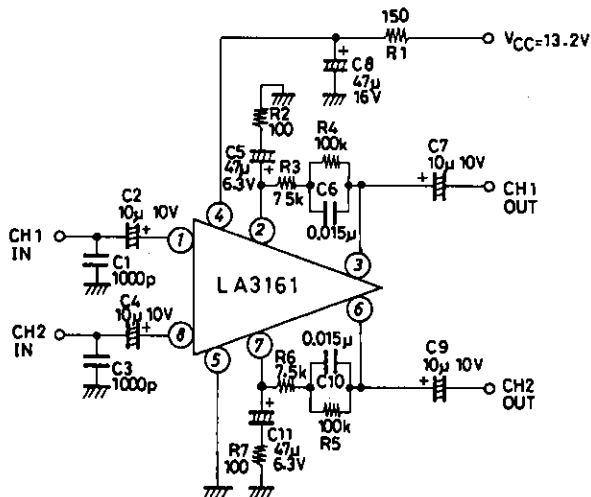 150
R1
VCC=13.2V
+
C8
47μ
16V
R2
100
C5
47μ
6.3V
+
R3
7.5k
R4
100k
C6
0.015μ
C7
10μ 10V
+
CH1
OUT
C2
10μ 10V
+
CH1
IN
C1
1000p
4
2
1
3
LA3161
6
C4
10μ 10V
+
CH2
IN
C3
1000p
8
5
7
R6
7.5k
0.015μ
C10
100k
R5
C9
10μ 10V
+
CH2
OUT
+
C11
47μ
6.3V
R7
100